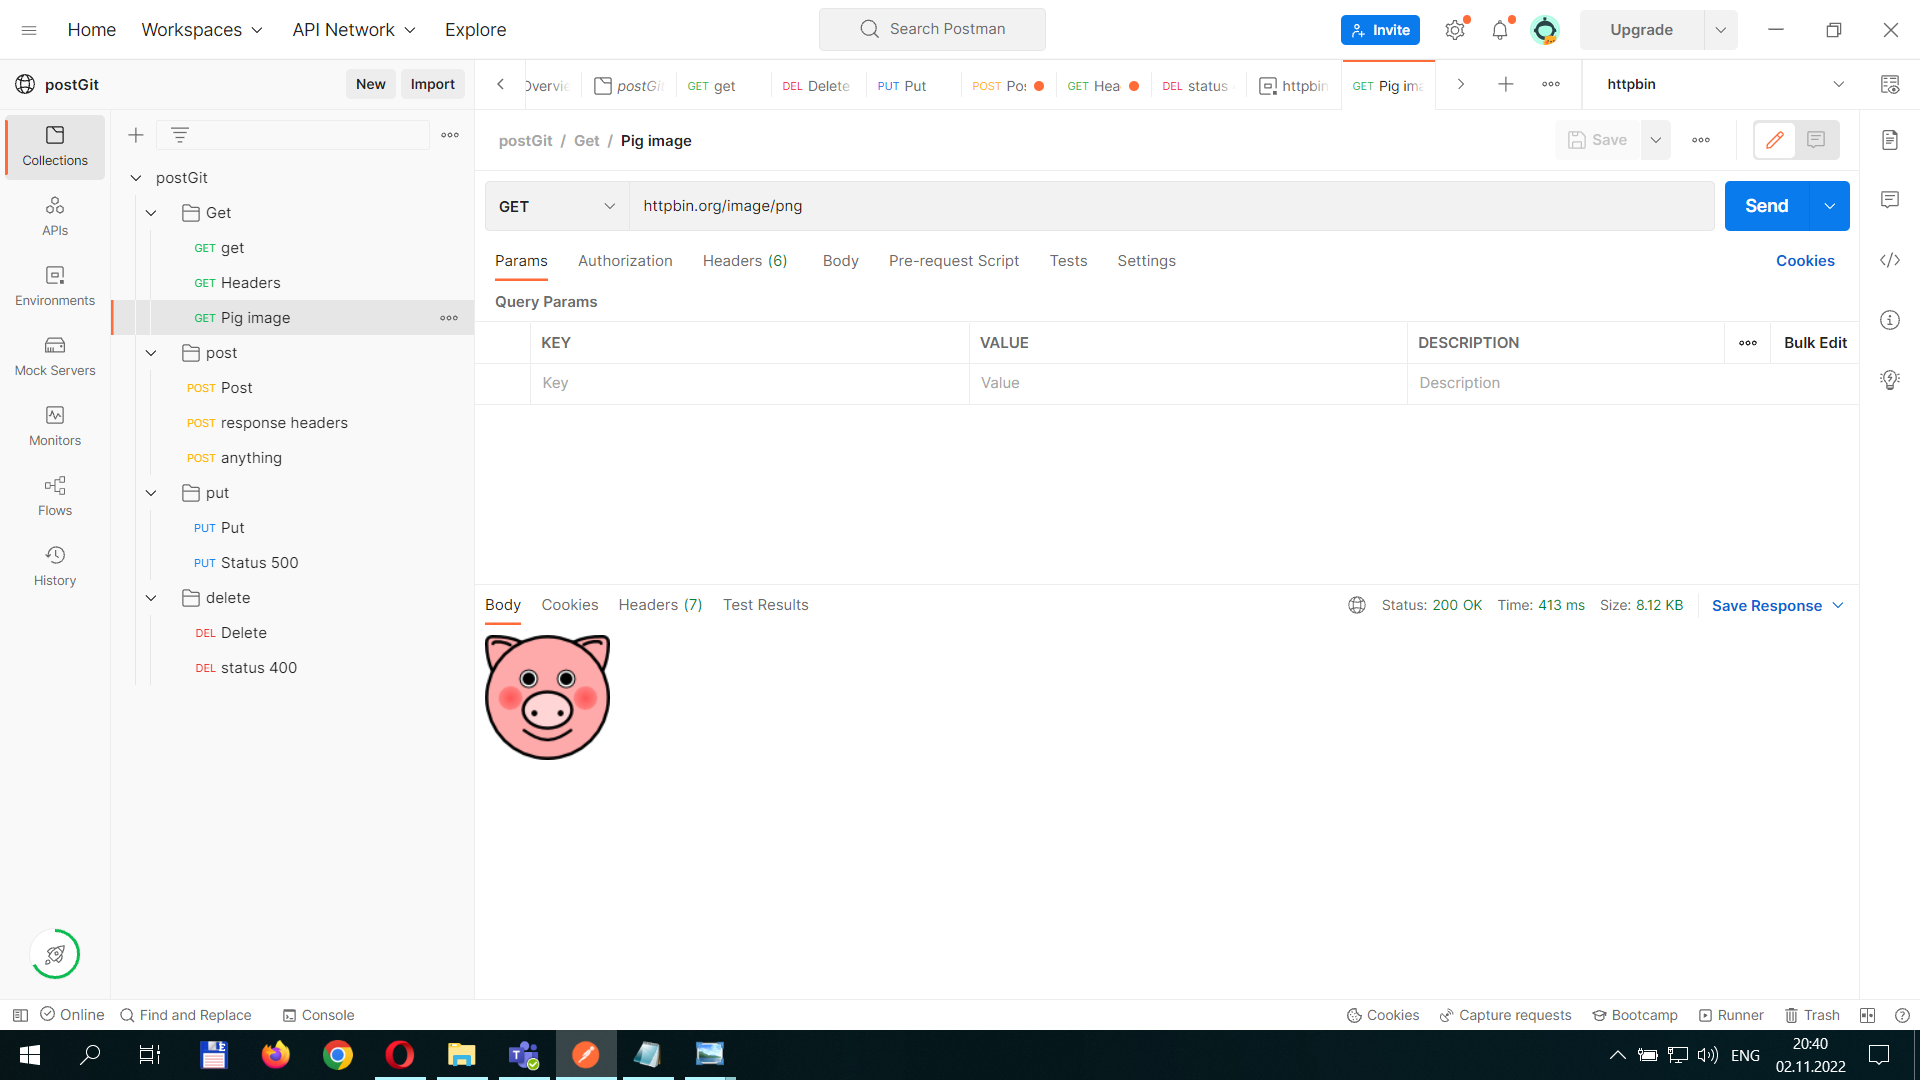 Home Workspaces API Network Explore Search Postman Invite Upgrade
postGit New Import Overvie postGit GET get DEL Delete PUT Put POST Pos GET Hea DEL status httpbin GET Pig ima httpbin
Collections
APIs
Environments
Mock Servers
Monitors
Flows
History
postGit
Get
GET get
GET Headers
GET Pig image
post
POST Post
POST response headers
POST anything
put
PUT Put
PUT Status 500
delete
DEL Delete
DEL status 400
postGit / Get / Pig image Save
GET httpbin.org/image/png Send
Params Authorization Headers (6) Body Pre-request Script Tests Settings Cookies
Query Params
KEY VALUE DESCRIPTION Bulk Edit
Key Value Description
Body Cookies Headers (7) Test Results Status: 200 OK Time: 413 ms Size: 8.12 KB Save Response
Online Find and Replace Console Cookies Capture requests Bootcamp Runner Trash
ENG 20:40
02.11.2022